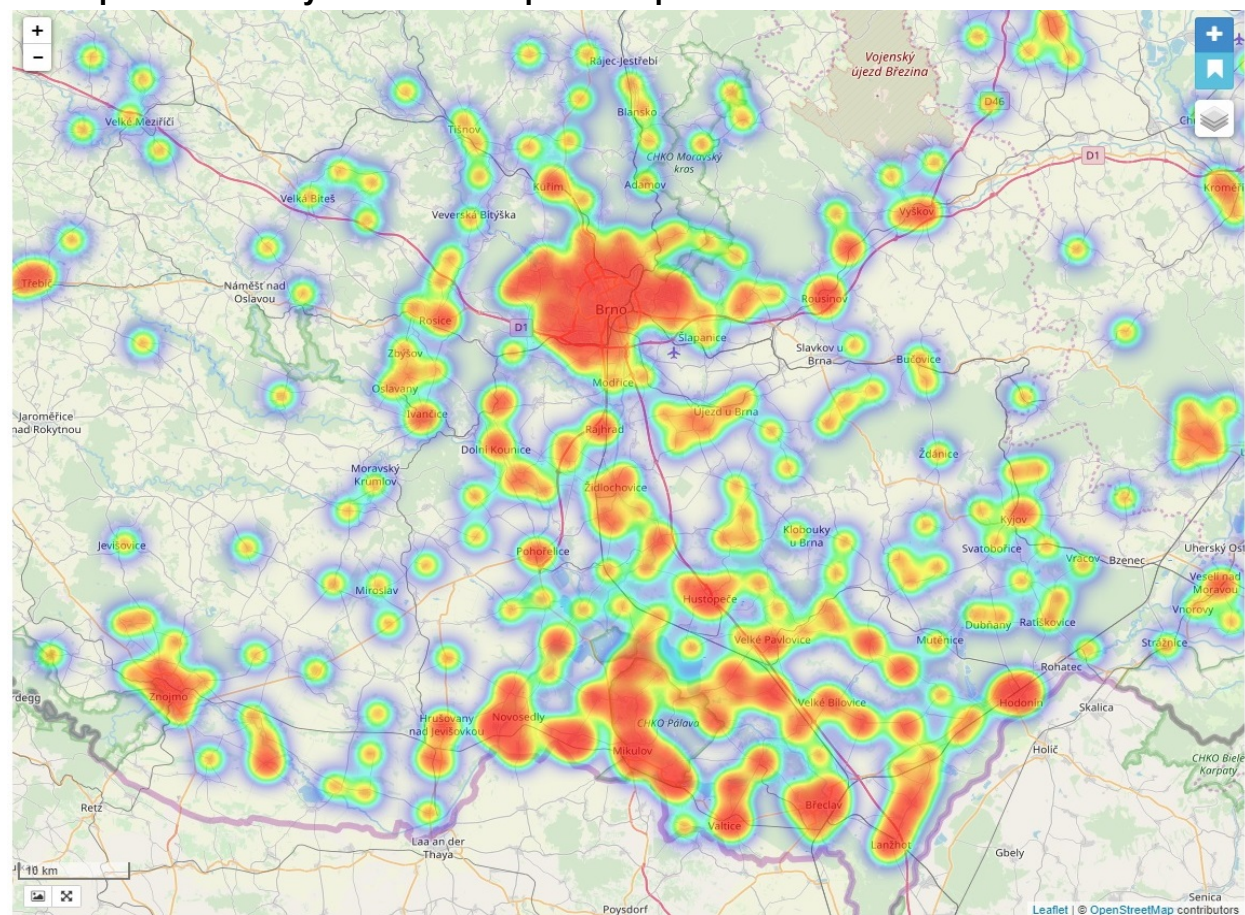 +
−
Rájec-Jestřebí
Vojenský
újezd Březina
D46
Blansko
Velké Meziříčí
Tišnov
CHKO Moravský
kras
D1
Kuřim
Adamov
Velká Bíteš
Veverská Bítýška
Vyškov
Třebíč
Náměšť nad
Oslavou
Rousínov
Brno
Rosice
D1
Šlapanice
Slavkov u
Brna
Zbýšov
Bučovice
Modřice
Oslavany
Ivančice
Újezd u Brna
Jaroměřice
nad Rokytnou
Rajhrad
Dolní Kounice
Ždánice
Moravský
Krumlov
Židlochovice
Kyjov
Klobouky
u Brna
Jevišovice
Pohořelice
Svatobořice
Vracov
Bzenec
Uherský Ost
Miroslav
Hustopeče
Veselí nad
Moravou
Vnorovy
Dubňany
Ratíškovice
Velké Pavlovice
Mutěnice
Strážnice
Rohatec
Znojmo
Velké Bílovice
Hodonín
Skalica
Hrušovany
nad Jevišovkou
Novosedly
CHKO Pálava
Mikulov
Holíč
CHKO Biele
Karpaty
Retz
Břeclav
Valtice
Laa an der
Thaya
Lanžhot
Gbely
10 km
Poysdorf
Senica
Leaflet | © OpenStreetMap contributors